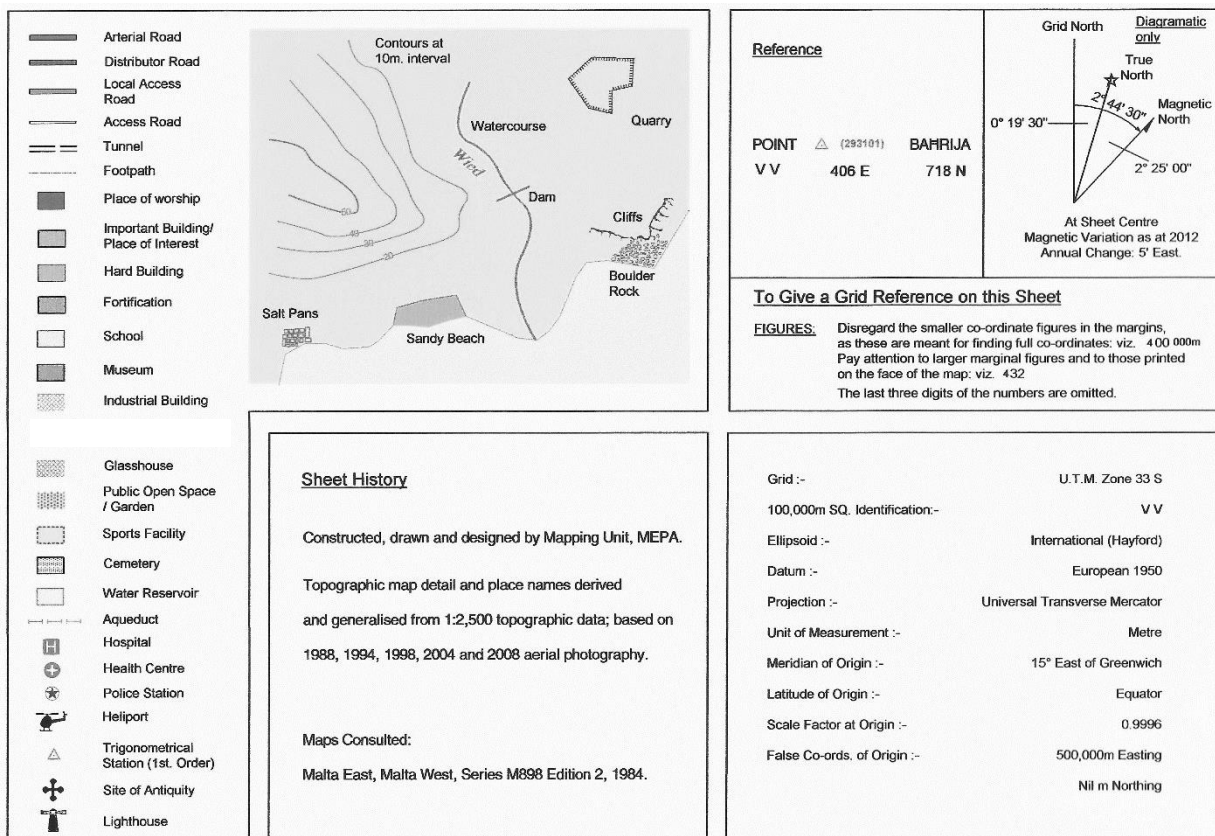 Arterial Road
Distributor Road
Local Access
Road
Access Road
Tunnel
Footpath
Place of worship
Important Building/
Place of Interest
Hard Building
Fortification
School
Museum
Industrial Building
Glasshouse
Public Open Space
/ Garden
Sports Facility
Cemetery
Water Reservoir
Aqueduct
H
Hospital
Health Centre
Police Station
Heliport
Trigonometrical
Station (1st. Order)
Site of Antiquity
Lighthouse
Contours at
10m. interval
Quarry
Watercourse
Wied
Dam
50
40
30
20
Cliffs
Boulder
Rock
Salt Pans
Sandy Beach
Reference
POINT (293101) BAĦRIJA
V V 406 E 718 N
Grid North
Diagramatic
only
True
North
2° 44' 30"
Magnetic
North
0° 19' 30"
2° 25' 00"
At Sheet Centre
Magnetic Variation as at 2012
Annual Change: 5' East.
To Give a Grid Reference on this Sheet
FIGURES: Disregard the smaller co-ordinate figures in the margins,
as these are meant for finding full co-ordinates: viz. 400 000m
Pay attention to larger marginal figures and to those printed
on the face of the map: viz. 432
The last three digits of the numbers are omitted.
Sheet History
Constructed, drawn and designed by Mapping Unit, MEPA.
Topographic map detail and place names derived
and generalised from 1:2,500 topographic data; based on
1988, 1994, 1998, 2004 and 2008 aerial photography.
Maps Consulted:
Malta East, Malta West, Series M898 Edition 2, 1984.
Grid :- U.T.M. Zone 33 S
100,000m SQ. Identification:- V V
Ellipsoid :- International (Hayford)
Datum :- European 1950
Projection :- Universal Transverse Mercator
Unit of Measurement :- Metre
Meridian of Origin :- 15° East of Greenwich
Latitude of Origin :- Equator
Scale Factor at Origin :- 0.9996
False Co-ords. of Origin :- 500,000m Easting
Nil m Northing